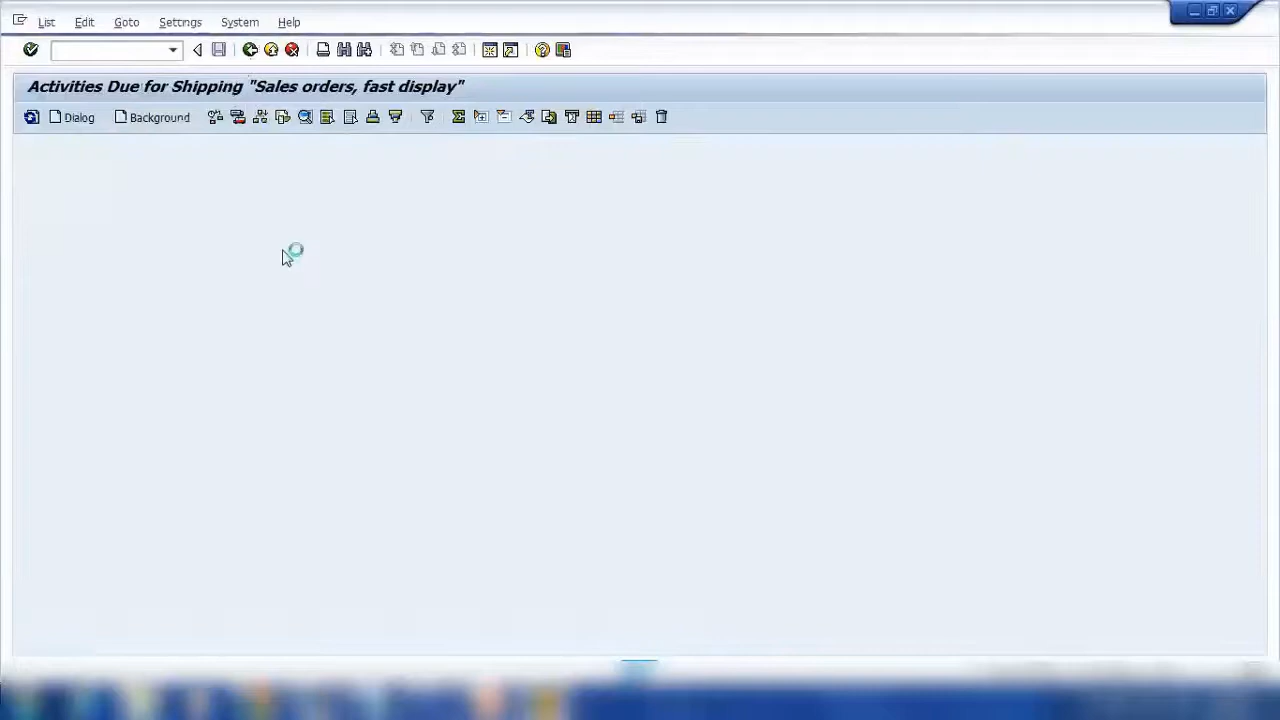 List Edit Goto Settings System Help
Activities Due for Shipping "Sales orders, fast display"
Dialog Background